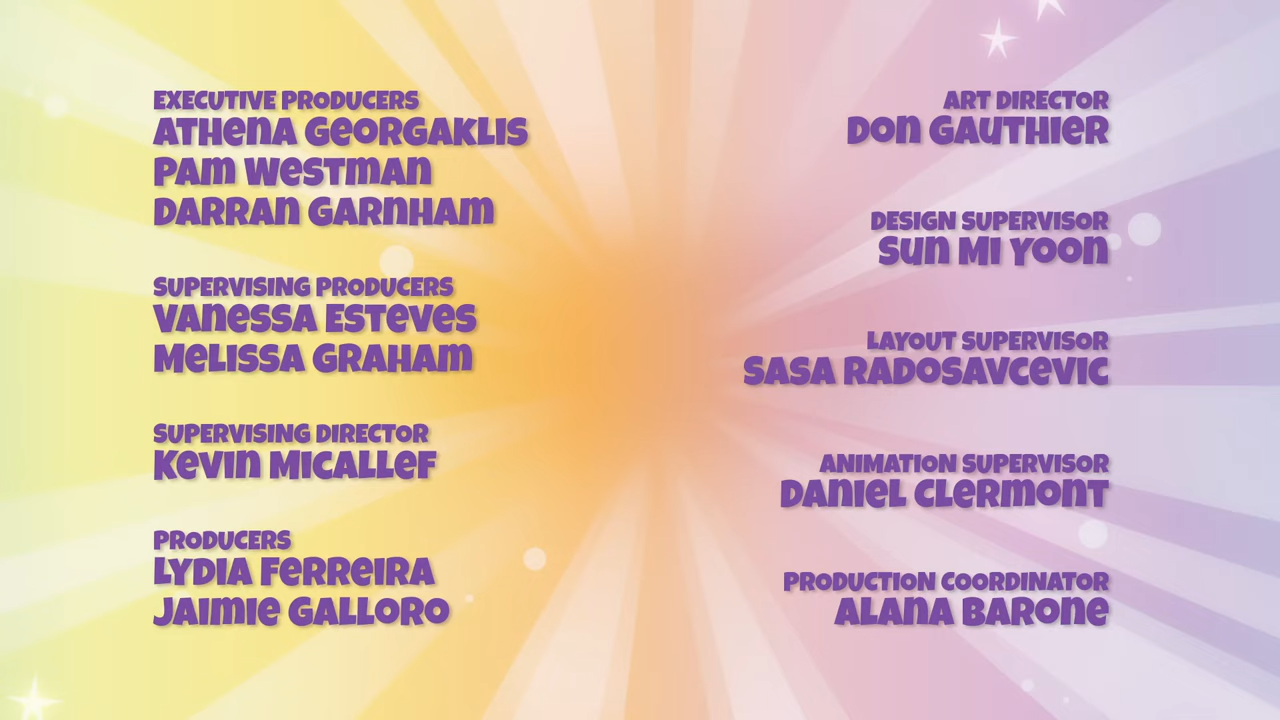 EXECUTIVE PRODUCERS
ATHENA GEORGAKLIS
PAM WESTMAN
DARRAN GARNHAM
SUPERVISING PRODUCERS
VANESSA ESTEVES
MELISSA GRAHAM
SUPERVISING DIRECTOR
KEVIN MICALLEF
PRODUCERS
LYDIA FERREIRA
JAIMIE GALLORO
ART DIRECTOR
DON GAUTHIER
DESIGN SUPERVISOR
SUN MI YOON
LAYOUT SUPERVISOR
SASA RADOSAVCEVIC
ANIMATION SUPERVISOR
DANIEL CLERMONT
PRODUCTION COORDINATOR
ALANA BARONE